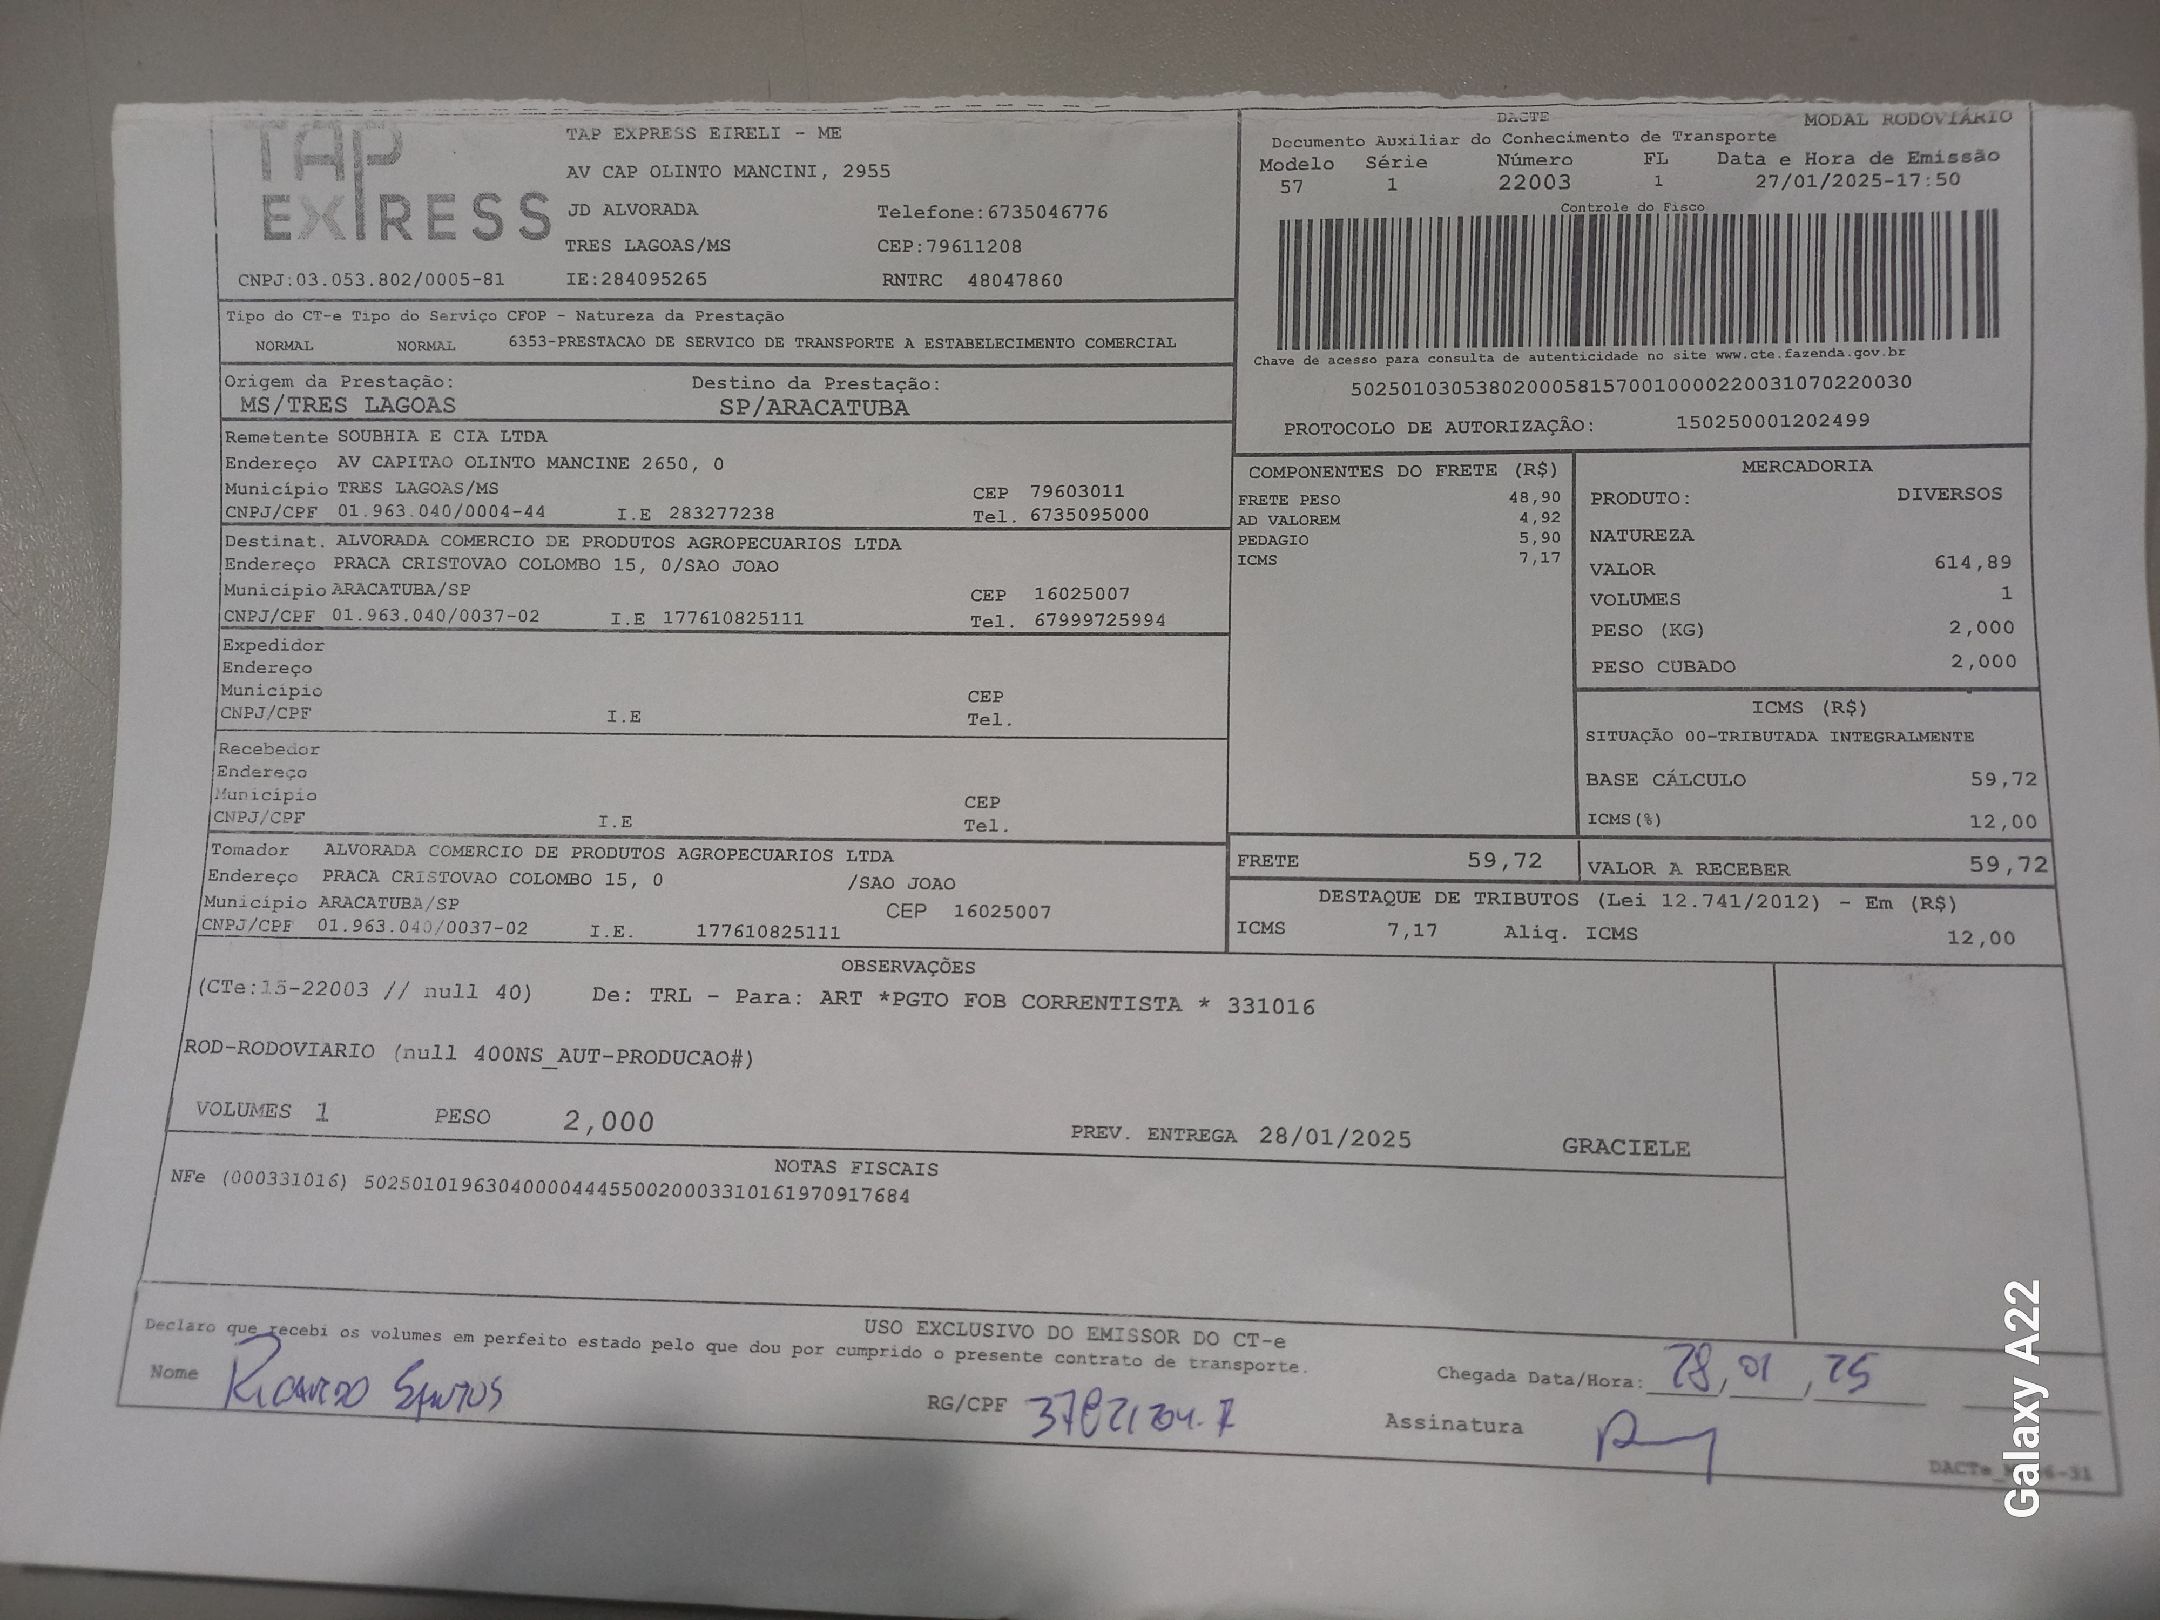 TAP
EXPRESS
TAP EXPRESS EIRELI - ME
AV CAP OLINTO MANCINI, 2955
JD ALVORADA Telefone:6735046776
TRES LAGOAS/MS CEP:79611208
CNPJ:03.053.802/0005-81 IE:284095265 RNTRC 48047860
DACTE MODAL RODOVIÁRIO
Documento Auxiliar do Conhecimento de Transporte
Modelo Série Número FL Data e Hora de Emissão
57 1 22003 1 27/01/2025-17:50
Controle do Fisco
Chave de acesso para consulta de autenticidade no site www.cte.fazenda.gov.br
50250103053802000581570010000220031070220030
PROTOCOLO DE AUTORIZAÇÃO: 150250001202499
Tipo do CT-e Tipo do Serviço CFOP - Natureza da Prestação
NORMAL NORMAL 6353-PRESTACAO DE SERVICO DE TRANSPORTE A ESTABELECIMENTO COMERCIAL
Origem da Prestação: Destino da Prestação:
MS/TRES LAGOAS SP/ARACATUBA
Remetente SOUBHIA E CIA LTDA
Endereço AV CAPITAO OLINTO MANCINE 2650, 0
Município TRES LAGOAS/MS CEP 79603011
CNPJ/CPF 01.963.040/0004-44 I.E 283277238 Tel. 6735095000
Destinat. ALVORADA COMERCIO DE PRODUTOS AGROPECUARIOS LTDA
Endereço PRACA CRISTOVAO COLOMBO 15, 0/SAO JOAO
Município ARACATUBA/SP CEP 16025007
CNPJ/CPF 01.963.040/0037-02 I.E 177610825111 Tel. 67999725994
Expedidor
Endereço
Município CEP
CNPJ/CPF I.E Tel.
Recebedor
Endereço
Município CEP
CNPJ/CPF I.E Tel.
Tomador ALVORADA COMERCIO DE PRODUTOS AGROPECUARIOS LTDA
Endereço PRACA CRISTOVAO COLOMBO 15, 0 /SAO JOAO
Município ARACATUBA/SP CEP 16025007
CNPJ/CPF 01.963.040/0037-02 I.E. 177610825111
COMPONENTES DO FRETE (R$)
FRETE PESO 48,90
AD VALOREM 4,92
PEDAGIO 5,90
ICMS 7,17
MERCADORIA
PRODUTO: DIVERSOS
NATUREZA
VALOR 614,89
VOLUMES 1
PESO (KG) 2,000
PESO CUBADO 2,000
ICMS (R$)
SITUAÇÃO 00-TRIBUTADA INTEGRALMENTE
BASE CÁLCULO 59,72
ICMS(%) 12,00
FRETE 59,72 VALOR A RECEBER 59,72
DESTAQUE DE TRIBUTOS (Lei 12.741/2012) - Em (R$)
ICMS 7,17 Aliq. ICMS 12,00
OBSERVAÇÕES
(CTe:15-22003 // null 40) De: TRL - Para: ART *PGTO FOB CORRENTISTA * 331016
ROD-RODOVIARIO (null 400NS_AUT-PRODUCAO#)
VOLUMES 1 PESO 2,000 PREV. ENTREGA 28/01/2025 GRACIELE
NOTAS FISCAIS
NFe (000331016) 50250101963040000444550020003310161970917684
USO EXCLUSIVO DO EMISSOR DO CT-e
Declaro que recebi os volumes em perfeito estado pelo que dou por cumprido o presente contrato de transporte.
Nome RICARDO SANTOS RG/CPF Chegada Data/Hora: 28, 01, 25
Assinatura
Galaxy A22